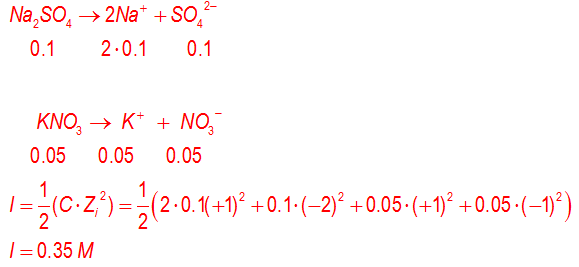 Na₂SO₄ → 2Na⁺ + SO₄²⁻
0.1 2·0.1 0.1
KNO₃ → K⁺ + NO₃⁻
0.05 0.05 0.05
I = 1/2 (C·Zᵢ²) = 1/2 (2·0.1(+1)² + 0.1·(−2)² + 0.05·(+1)² + 0.05·(−1)²)
I = 0.35 M